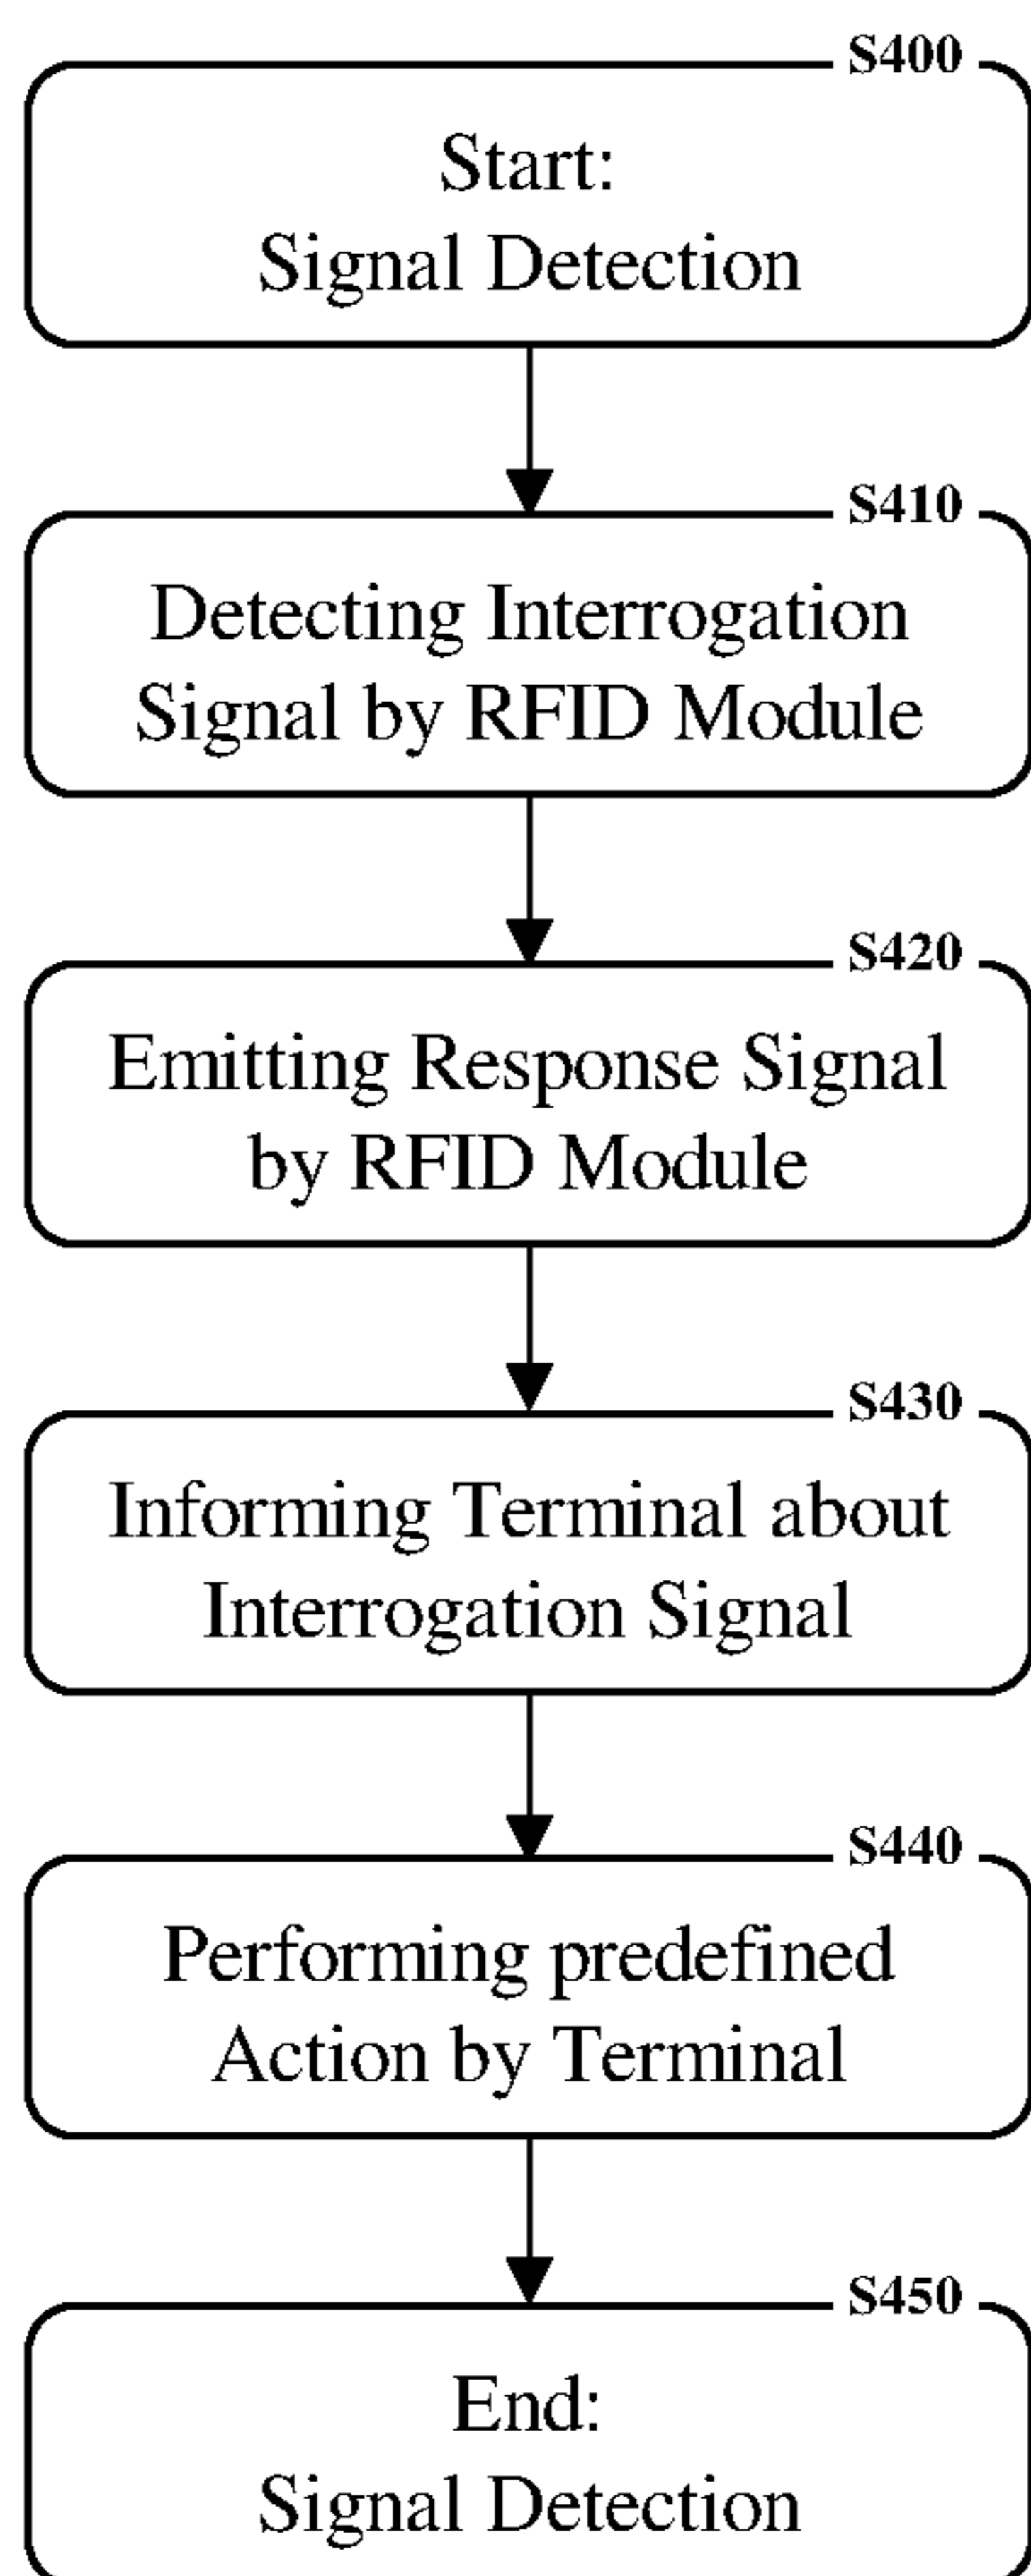 S400
Start:
Signal Detection
S410
Detecting Interrogation
Signal by RFID Module
S420
Emitting Response Signal
by RFID Module
S430
Informing Terminal about
Interrogation Signal
S440
Performing predefined
Action by Terminal
S450
End:
Signal Detection